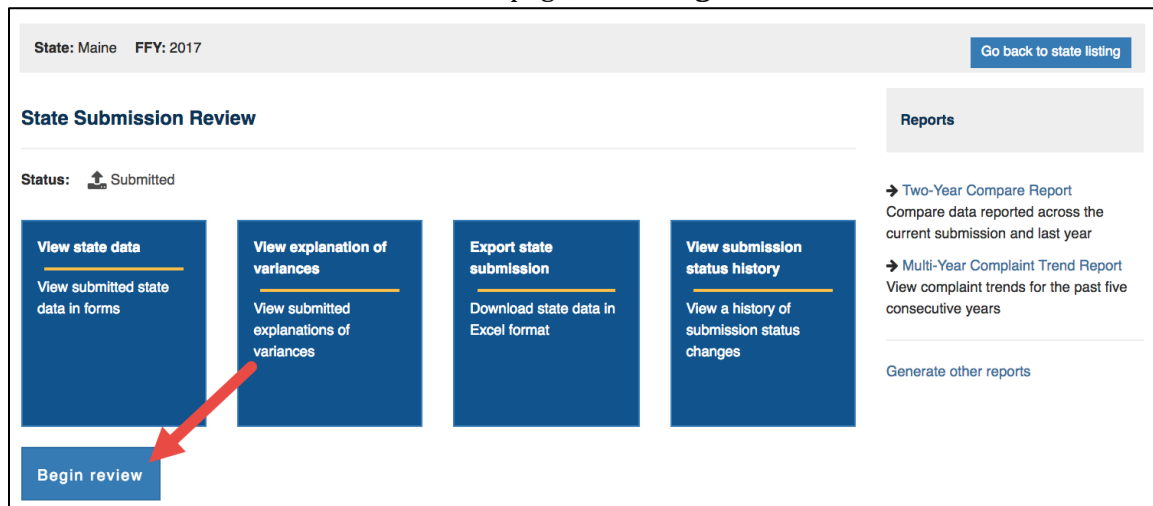 State: Maine FFY: 2017
Go back to state listing
State Submission Review
Status: Submitted
View state data
View submitted state
data in forms
View explanation of
variances
View submitted
explanations of
variances
Export state
submission
Download state data in
Excel format
View submission
status history
View a history of
submission status
changes
Begin review
Reports
Two-Year Compare Report
Compare data reported across the
current submission and last year
Multi-Year Complaint Trend Report
View complaint trends for the past five
consecutive years
Generate other reports